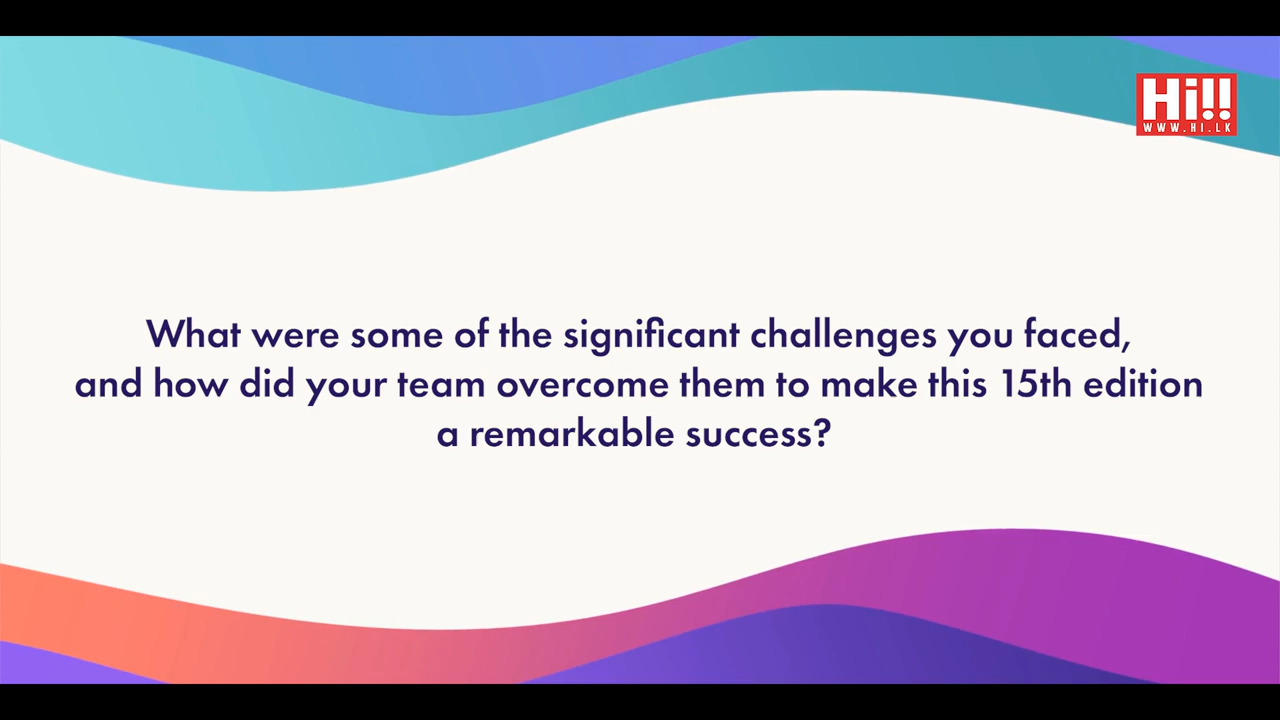 Hi!!
WWW.HI.LK
What were some of the significant challenges you faced,
and how did your team overcome them to make this 15th edition
a remarkable success?